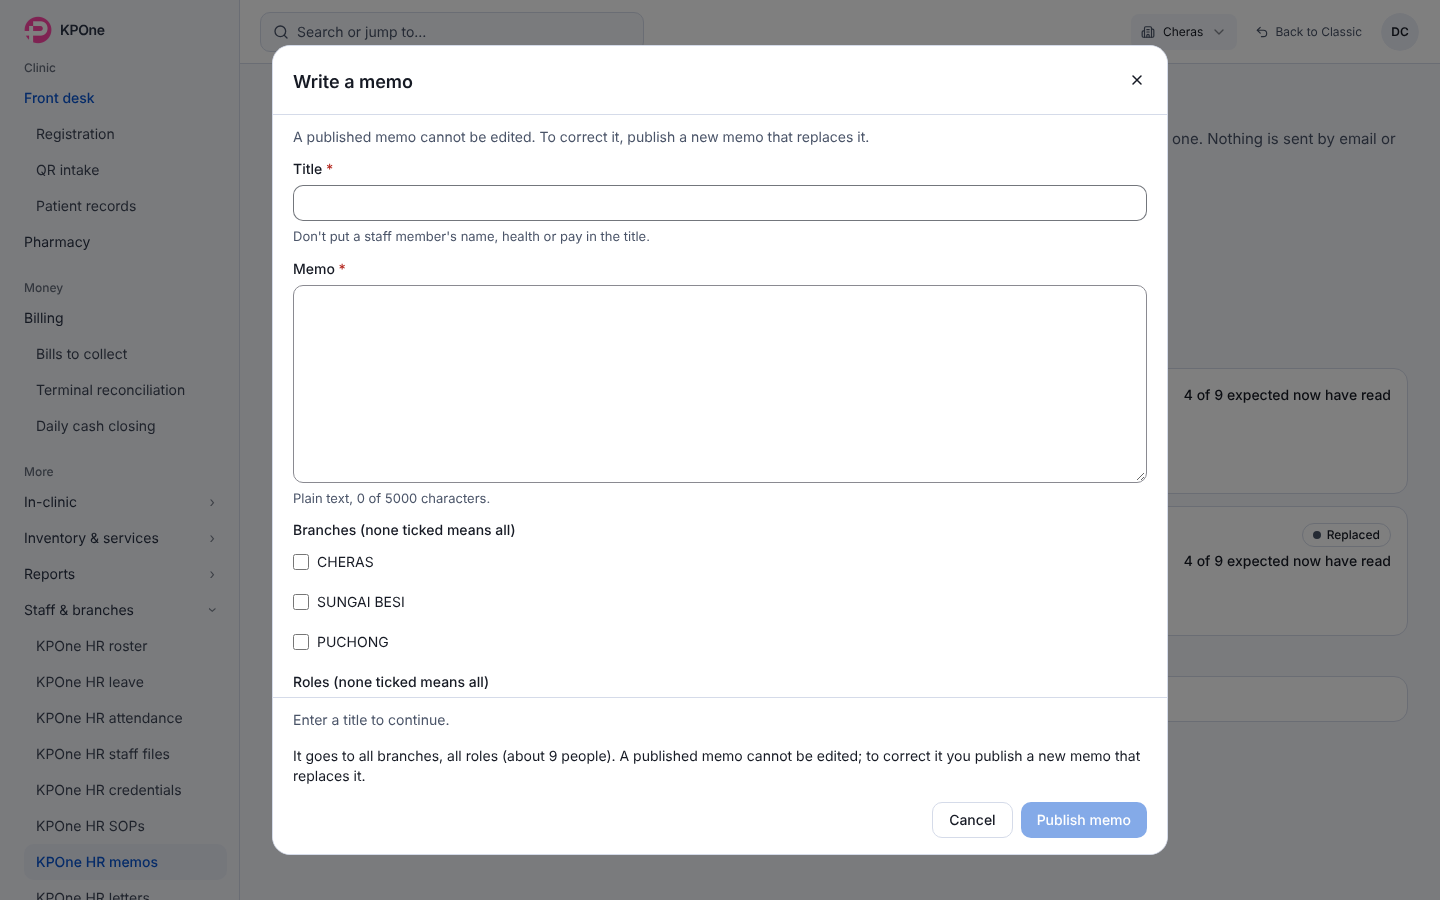 KPOne
Search or jump to...
Cheras
Back to Classic
DC
Clinic
Front desk
Registration
QR intake
Patient records
Pharmacy
Money
Billing
Bills to collect
Terminal reconciliation
Daily cash closing
More
In-clinic
Inventory & services
Reports
Staff & branches
KPOne HR roster
KPOne HR leave
KPOne HR attendance
KPOne HR staff files
KPOne HR credentials
KPOne HR SOPs
KPOne HR memos
KPOne HR letters
one. Nothing is sent by email or
4 of 9 expected now have read
Replaced
4 of 9 expected now have read
Write a memo
A published memo cannot be edited. To correct it, publish a new memo that replaces it.
Title *
Don't put a staff member's name, health or pay in the title.
Memo *
Plain text, 0 of 5000 characters.
Branches (none ticked means all)
CHERAS
SUNGAI BESI
PUCHONG
Roles (none ticked means all)
Enter a title to continue.
It goes to all branches, all roles (about 9 people). A published memo cannot be edited; to correct it you publish a new memo that
replaces it.
Cancel
Publish memo